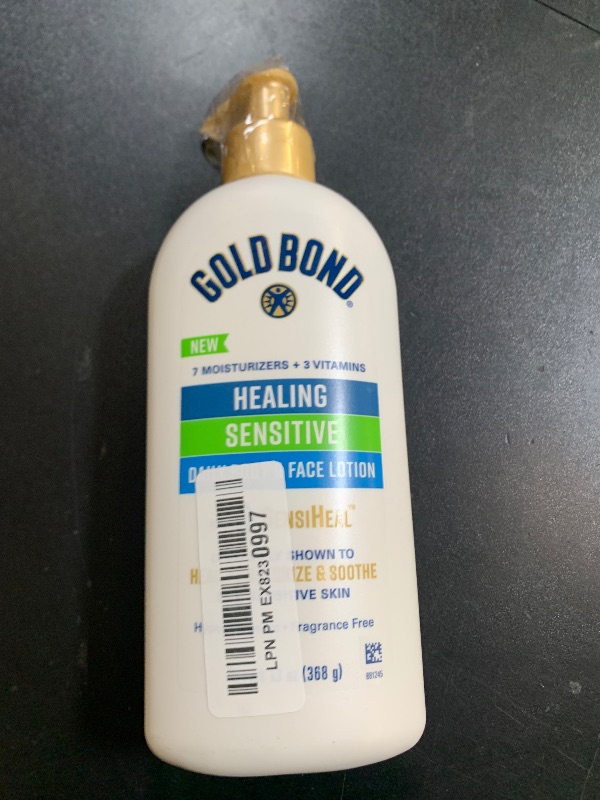 GOLD BOND
®
NEW
7 MOISTURIZERS + 3 VITAMINS
HEALING
SENSITIVE
FACE LOTION
SHOWN TO
& SOOTHE
SKIN
Free
(368 g)
881245
LPN PM EX8230997